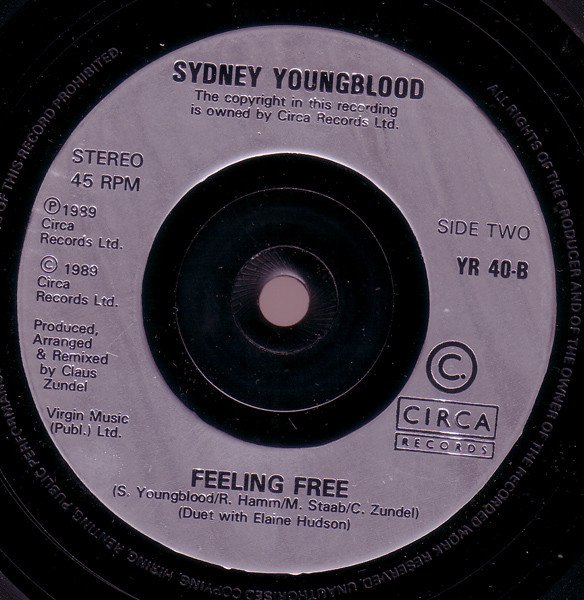 SYDNEY YOUNGBLOOD
The copyright in this recording
is owned by Circa Records Ltd.
STEREO
45 RPM
Ⓟ1989
Circa
Records Ltd.
© 1989
Circa
Records Ltd.
Produced,
Arranged
& Remixed
by Claus
Zundel
Virgin Music
(Publ.) Ltd.
SIDE TWO
YR 40-B
C.
CIRCA
RECORDS
FEELING FREE
(S. Youngblood/R. Hamm/M. Staab/C. Zundel)
(Duet with Elaine Hudson)
ALL RIGHTS OF THE PRODUCER AND OF THE OWNER OF THE RECORDED WORK RESERVED. UNAUTHORISED COPYING, HIRING, RENTING, PUBLIC PERFORMANCE OF THIS RECORD PROHIBITED.